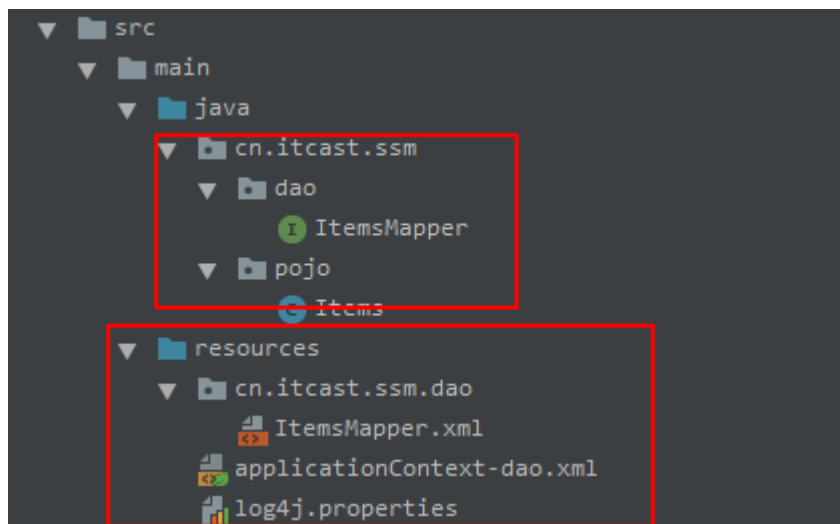 src
main
java
cn.itcast.ssm
dao
ItemsMapper
pojo
Items
resources
cn.itcast.ssm.dao
ItemsMapper.xml
applicationContext-dao.xml
log4j.properties